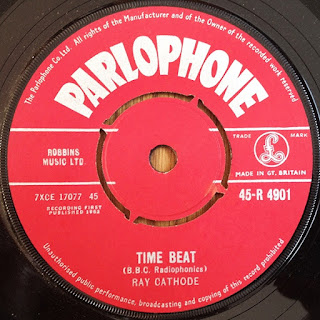 The Parlophone Co. Ltd. All rights of the Manufacturer and of the Owner of the recorded work reserved
PARLOPHONE
TRADE MARK
£
ROBBINS
MUSIC LTD.
MADE IN GT. BRITAIN
7XCE 17077 45
45-R 4901
RECORDING FIRST
PUBLISHED 1962
TIME BEAT
(B.B.C. Radiophonics)
RAY CATHODE
Unauthorised public performance, broadcasting and copying of this record prohibited